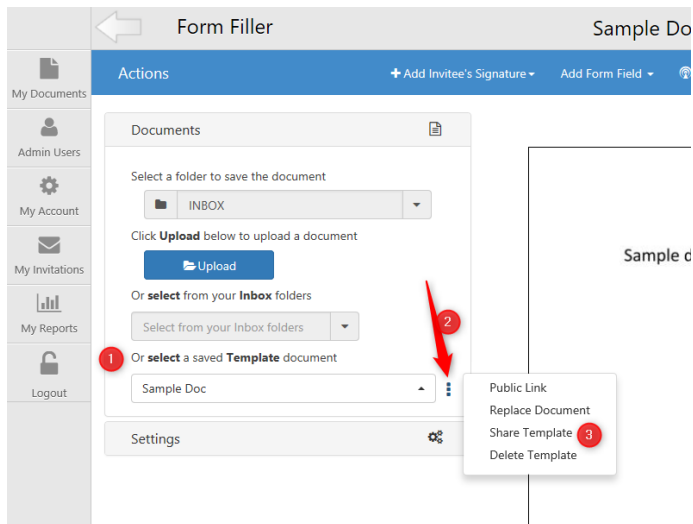 Form Filler
Sample Do
My Documents
Admin Users
My Account
My Invitations
My Reports
Logout
Actions
Add Invitee's Signature
Add Form Field
Documents
Select a folder to save the document
INBOX
Click Upload below to upload a document
Upload
Or select from your Inbox folders
Select from your Inbox folders
2
1
Or select a saved Template document
Sample Doc
Settings
Public Link
Replace Document
Share Template
3
Delete Template
Sample d